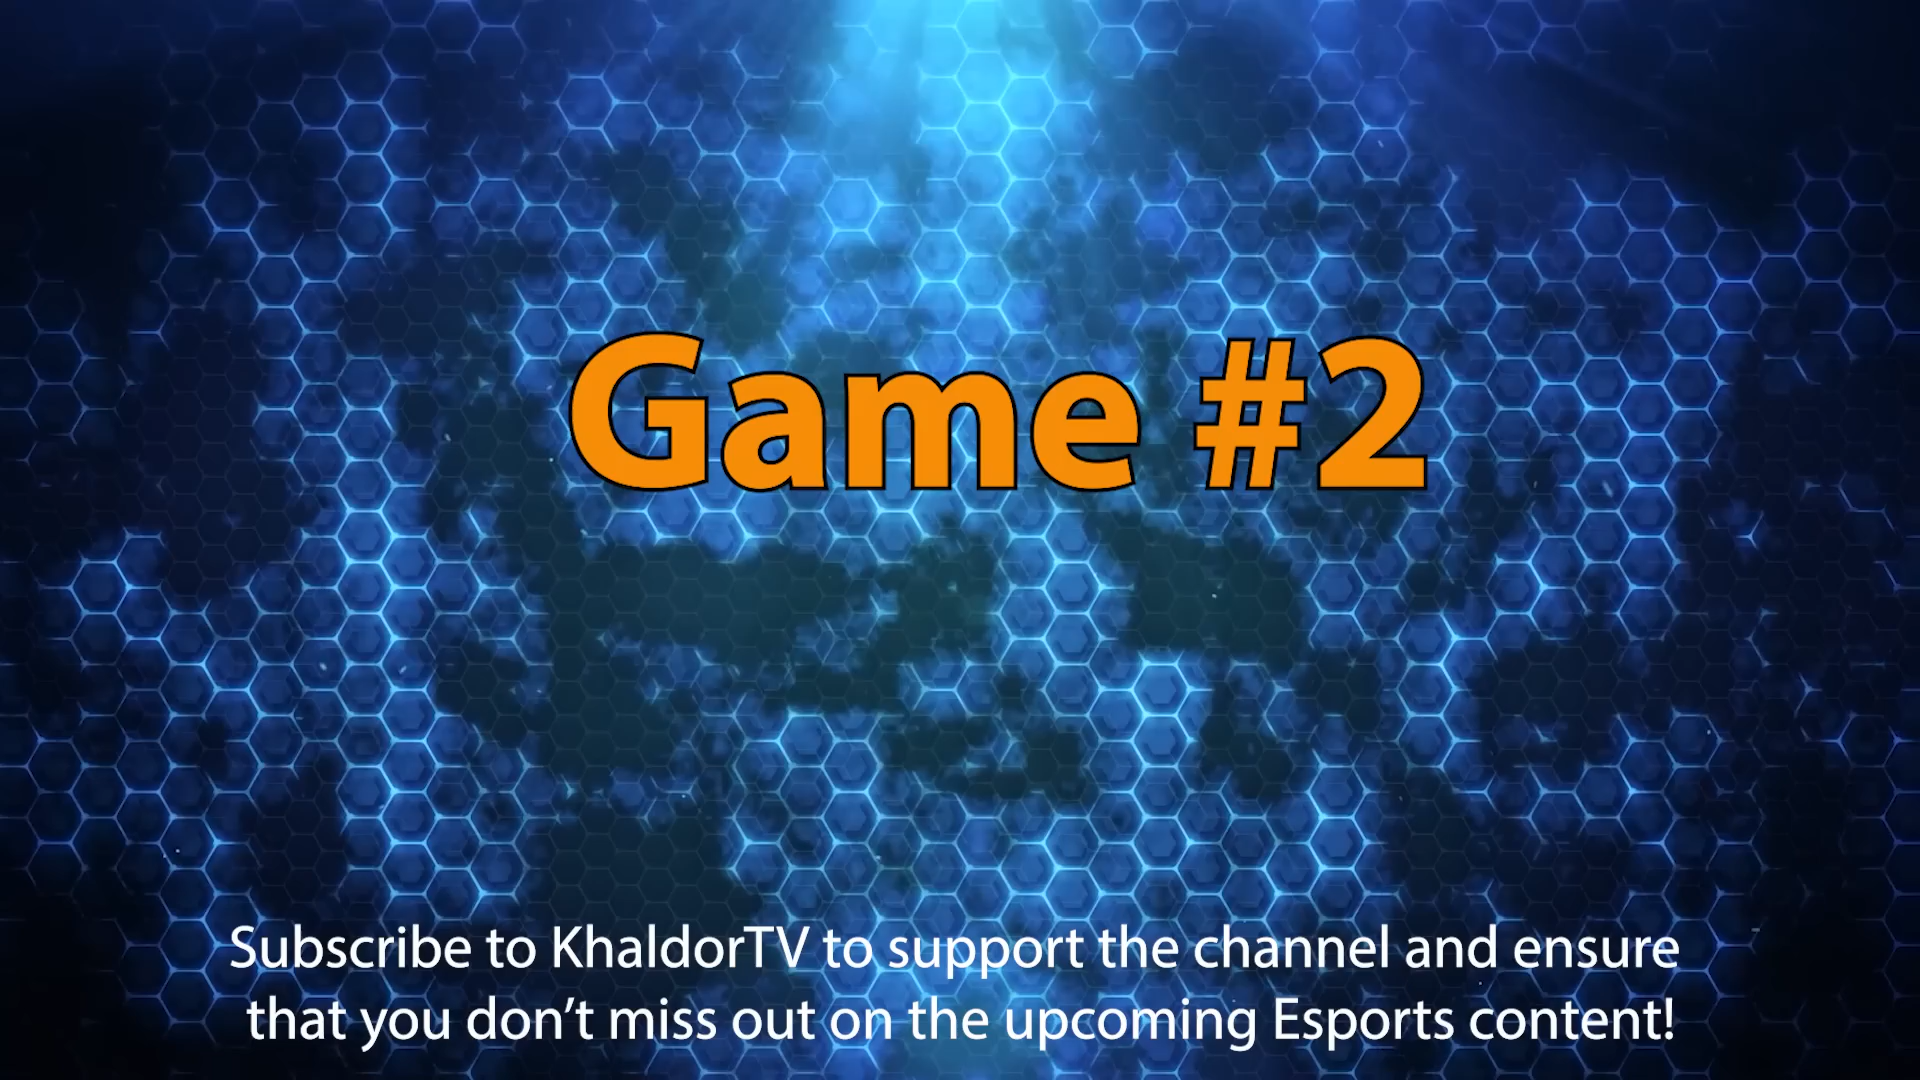 Game #2
Subscribe to KhaldorTV to support the channel and ensure
that you don’t miss out on the upcoming Esports content!